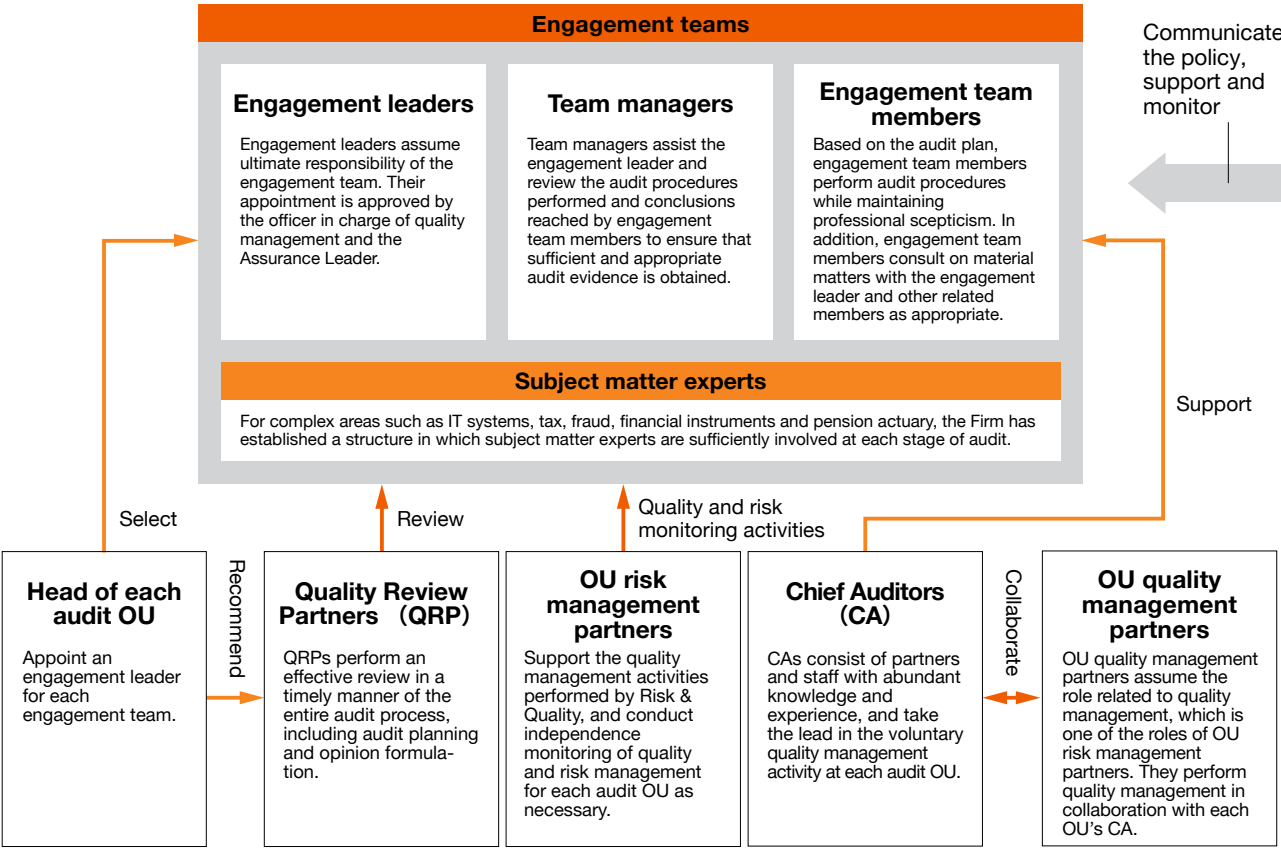 Engagement teams
Communicate
the policy,
support and
monitor
Engagement leaders
Engagement leaders assume
ultimate responsibility of the
engagement team. Their
appointment is approved by
the officer in charge of quality
management and the
Assurance Leader.
Team managers
Team managers assist the
engagement leader and
review the audit procedures
performed and conclusions
reached by engagement
team members to ensure that
sufficient and appropriate
audit evidence is obtained.
Engagement team
members
Based on the audit plan,
engagement team members
perform audit procedures
while maintaining
professional scepticism. In
addition, engagement team
members consult on material
matters with the engagement
leader and other related
members as appropriate.
Subject matter experts
For complex areas such as IT systems, tax, fraud, financial instruments and pension actuary, the Firm has
established a structure in which subject matter experts are sufficiently involved at each stage of audit.
Support
Select
Review
Quality and risk
monitoring activities
Head of each
audit OU
Appoint an
engagement leader
for each
engagement team.
Recommend
Quality Review
Partners （QRP）
QRPs perform an
effective review in a
timely manner of the
entire audit process,
including audit planning
and opinion formula-
tion.
OU risk
management
partners
Support the quality
management activities
performed by Risk &
Quality, and conduct
independence
monitoring of quality
and risk management
for each audit OU as
necessary.
Chief Auditors
（CA）
CAs consist of partners
and staff with abundant
knowledge and
experience, and take
the lead in the voluntary
quality management
activity at each audit OU.
Collaborate
OU quality
management
partners
OU quality management
partners assume the
role related to quality
management, which is
one of the roles of OU
risk management
partners. They perform
quality management in
collaboration with each
OU’s CA.